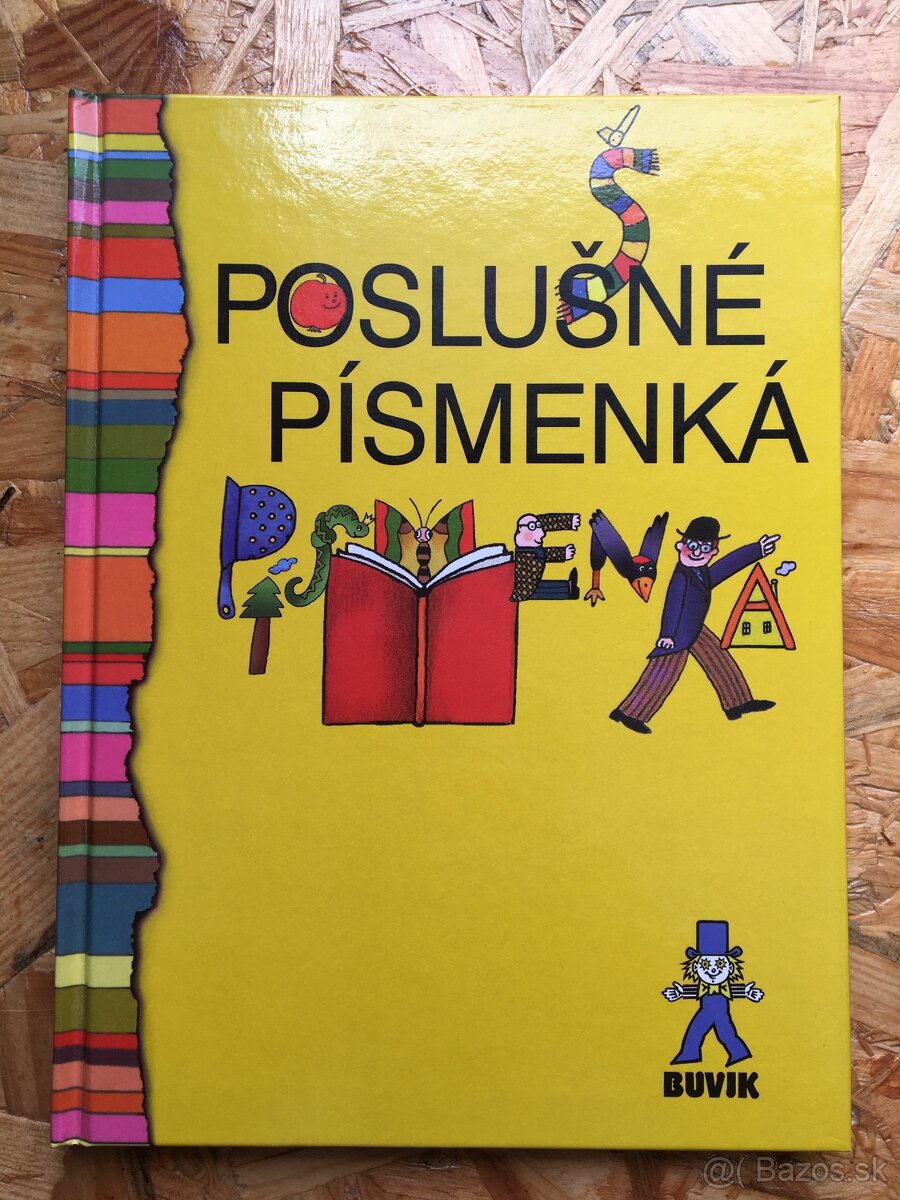 POSLUŠNÉ
PÍSMENKÁ
PÍSMENKÁ
BUVIK
@( Bazos.sk